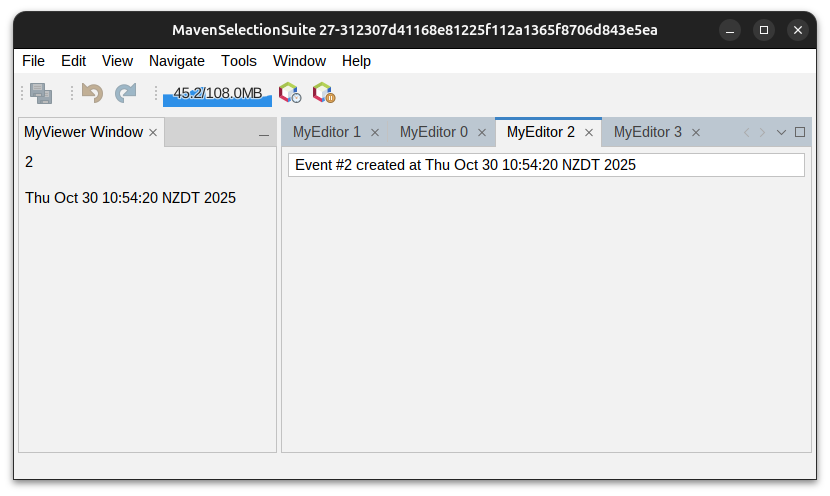 MavenSelectionSuite 27-312307d41168e81225f112a1365f8706d843e5ea
File Edit View Navigate Tools Window Help
45.2/108.0MB
MyViewer Window
MyEditor 1 MyEditor 0 MyEditor 2 MyEditor 3
2
Event #2 created at Thu Oct 30 10:54:20 NZDT 2025
Thu Oct 30 10:54:20 NZDT 2025